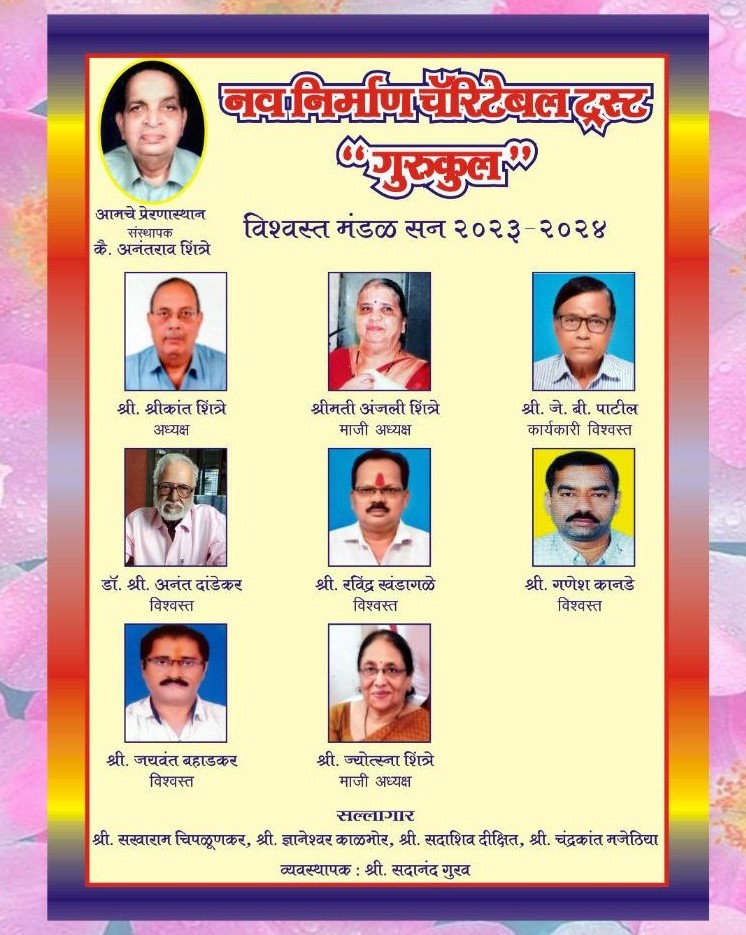 नव निर्माण चॅरिटेबल ट्रस्ट
“गुरुकुल”
आमचे प्रेरणास्थान
संस्थापक
कै. अनंतराव शिंत्रे
विश्वस्त मंडळ सन २०२३-२०२४
श्री. श्रीकांत शिंत्रे
अध्यक्ष
श्रीमती अंजली शिंत्रे
माजी अध्यक्ष
श्री. जे. बी. पाटील
कार्यकारी विश्वस्त
डॉ. श्री. अनंत दांडेकर
विश्वस्त
श्री. रविंद्र खंडागळे
विश्वस्त
श्री. गणेश कानडे
विश्वस्त
श्री. जयवंत बहाडकर
विश्वस्त
श्री. ज्योत्स्ना शिंत्रे
माजी अध्यक्ष
सल्लागार
श्री. सखाराम चिपळूणकर, श्री. ज्ञानेश्वर काळभोर, श्री. सदाशिव दीक्षित, श्री. चंद्रकांत मजेठिया
व्यवस्थापक : श्री. सदानंद गुरव